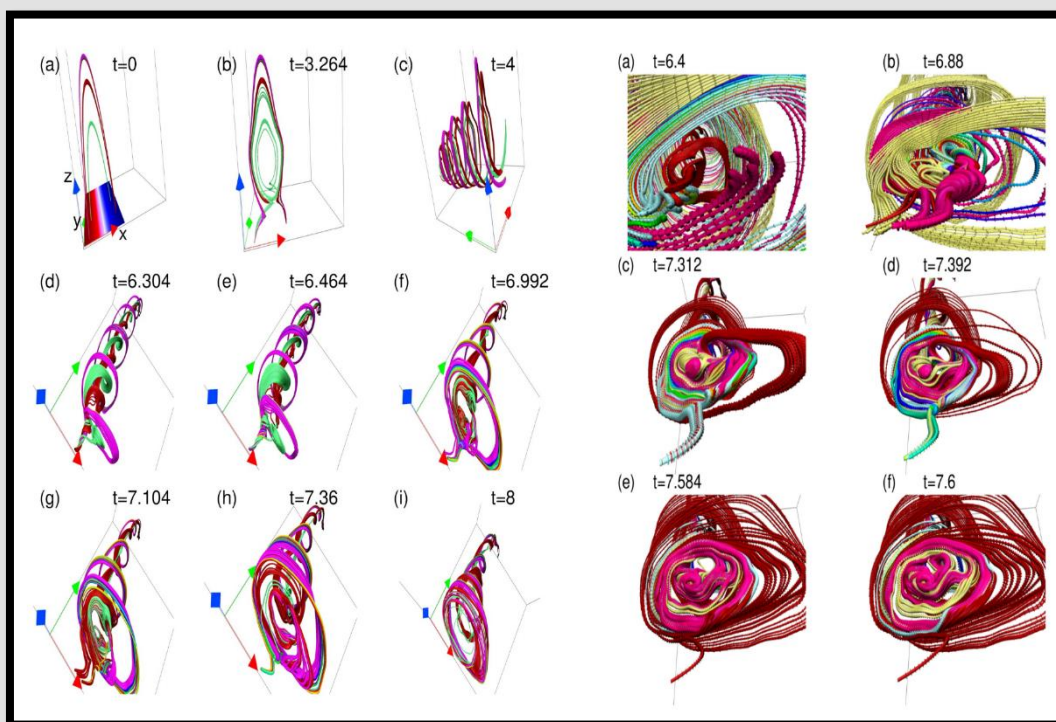 (a) t=0
(b) t=3.264
(c) t=4
z
y
x
(d) t=6.304
(e) t=6.464
(f) t=6.992
(g) t=7.104
(h) t=7.36
(i) t=8
(a) t=6.4
(b) t=6.88
(c) t=7.312
(d) t=7.392
(e) t=7.584
(f) t=7.6